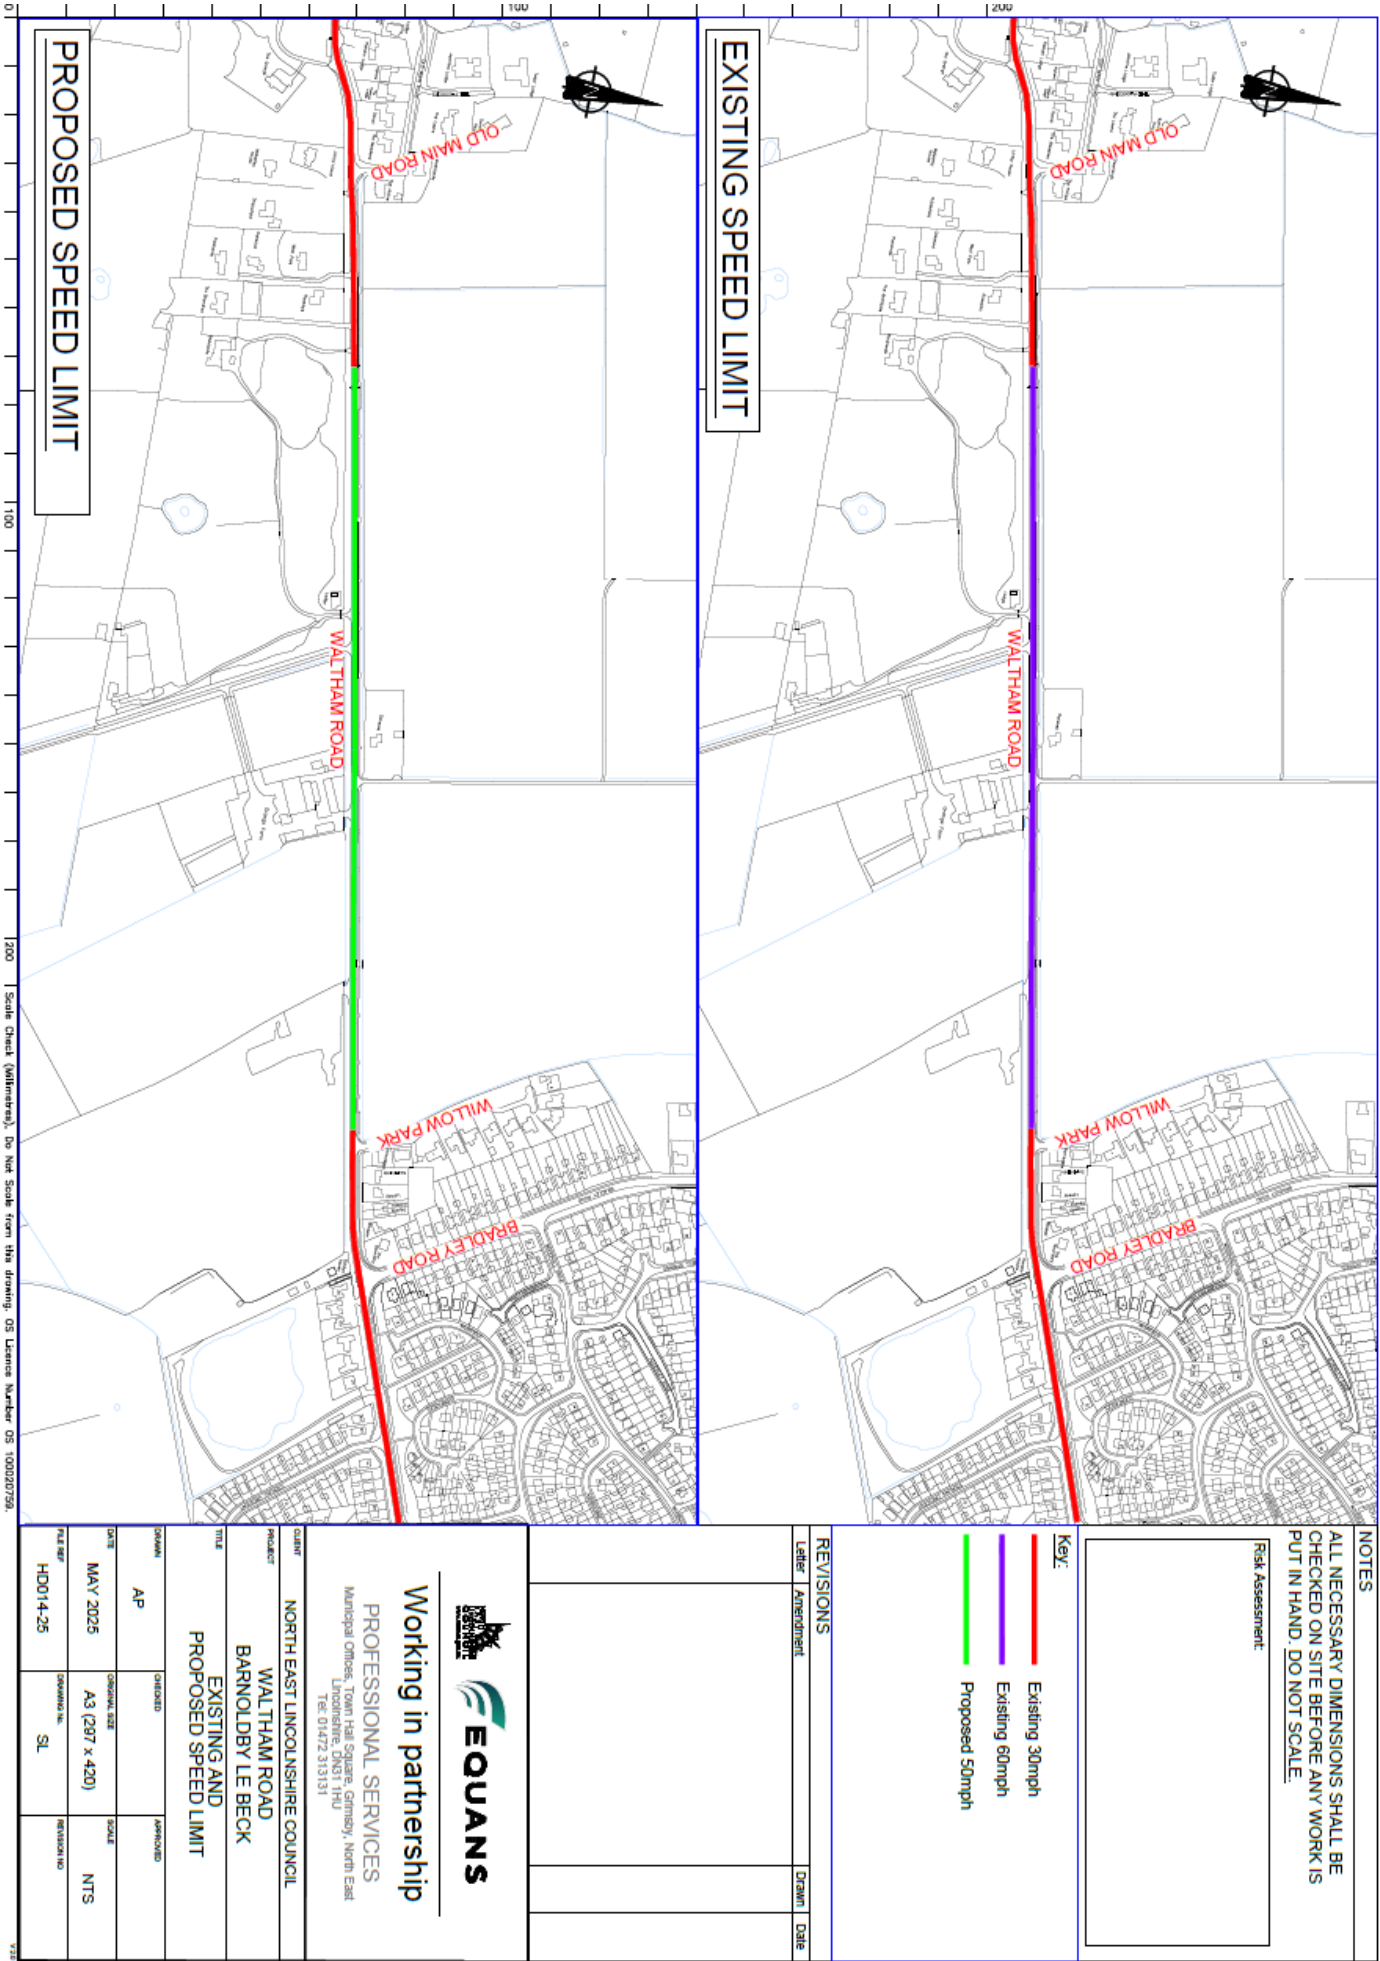 EXISTING SPEED LIMIT
OLD MAIN ROAD
WALTHAM ROAD
WILLOW PARK
BRADLEY ROAD
N
PROPOSED SPEED LIMIT
OLD MAIN ROAD
WALTHAM ROAD
WILLOW PARK
BRADLEY ROAD
N
NOTES
ALL NECESSARY DIMENSIONS SHALL BE
CHECKED ON SITE BEFORE ANY WORK IS
PUT IN HAND. DO NOT SCALE.
Risk Assessment:
Key:
Existing 30mph
Existing 60mph
Proposed 50mph
REVISIONS
Letter Amendment Drawn Date
EQUANS
Working in partnership
PROFESSIONAL SERVICES
Municipal Offices, Town Hall Square, Grimsby, North East
Lincolnshire, DN31 1HU
Tel: 01472 313131
CLIENT
NORTH EAST LINCOLNSHIRE COUNCIL
PROJECT
WALTHAM ROAD
BARNOLDBY LE BECK
TITLE
EXISTING AND
PROPOSED SPEED LIMIT
DRAWN CHECKED APPROVED
AP
DATE ORIGINAL SIZE SCALE
MAY 2025 A3 (297 x 420) NTS
FILE REF DRAWING No. REVISION NO
HD014-25 SL
0 100 200 Scale Check (Millimetres). Do Not Scale from this drawing. OS Licence Number OS 100020759.
100
200